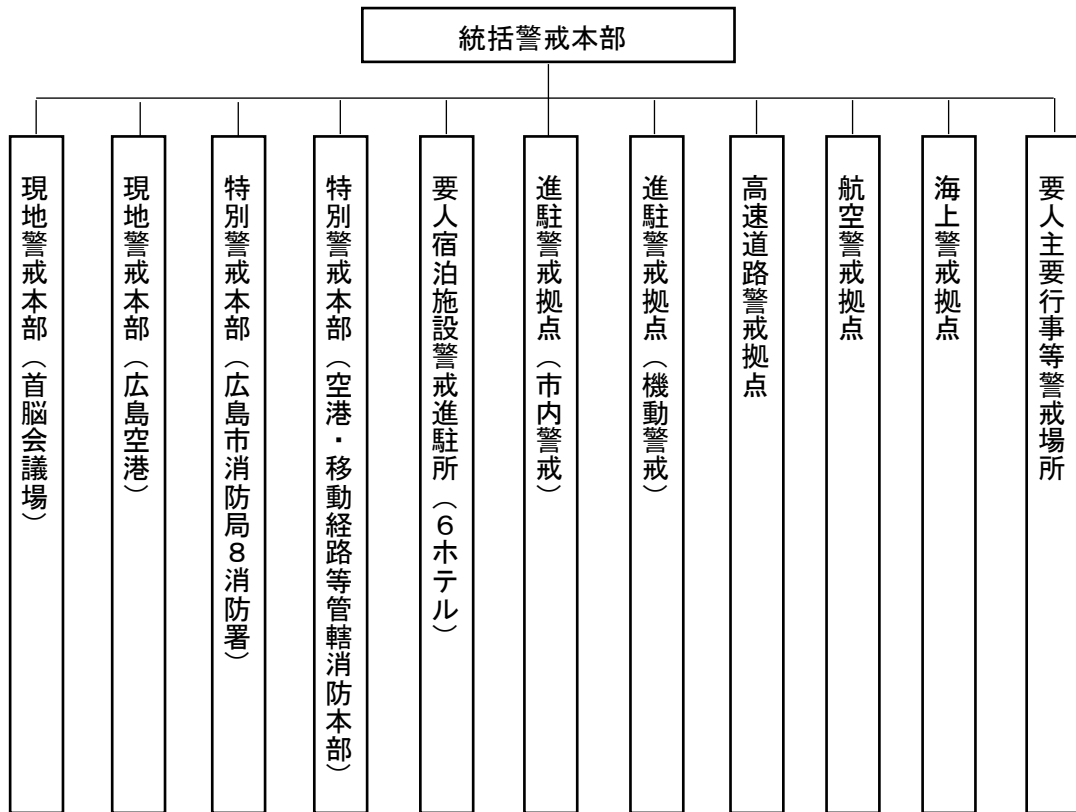 統括警戒本部
現地警戒本部（首脳会議場）
現地警戒本部（広島空港）
特別警戒本部（広島市消防局８消防署）
特別警戒本部（空港・移動経路等管轄消防本部）
要人宿泊施設警戒進駐所（６ホテル）
進駐警戒拠点（市内警戒）
進駐警戒拠点（機動警戒）
高速道路警戒拠点
航空警戒拠点
海上警戒拠点
要人主要行事等警戒場所